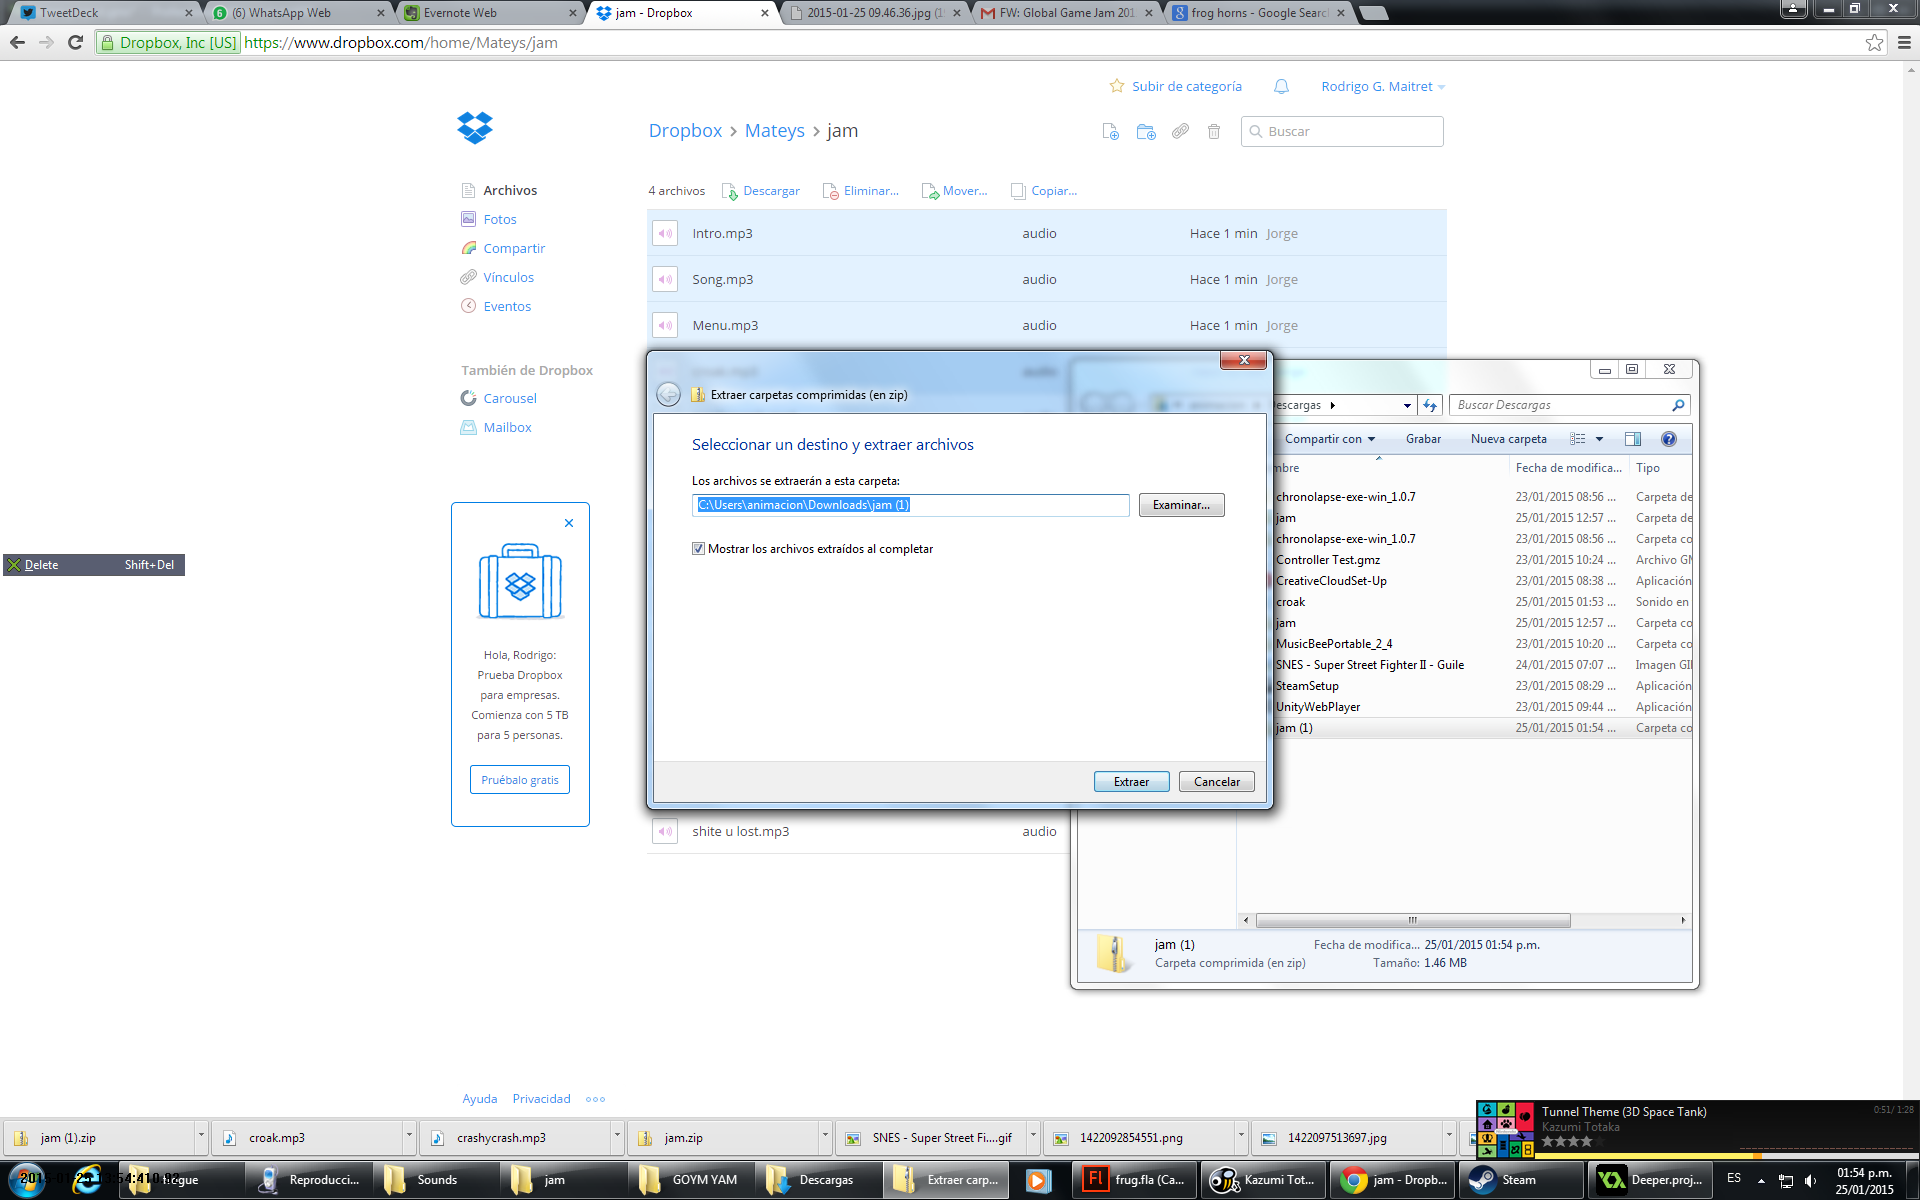 TweetDeck
(6) WhatsApp Web
Evernote Web
jam - Dropbox
2015-01-25 09.46.36.jpg (1
FW: Global Game Jam 201
frog horns - Google Searc
Dropbox, Inc [US]
https://www.dropbox.com/home/Mateys/jam
Subir de categoría
Rodrigo G. Maitret
Dropbox › Mateys › jam
Buscar
Archivos
Fotos
Compartir
Vínculos
Eventos
También de Dropbox
Carousel
Mailbox
4 archivos
Descargar
Eliminar...
Mover...
Copiar...
Intro.mp3 audio Hace 1 min Jorge
Song.mp3 audio Hace 1 min Jorge
Menu.mp3 audio Hace 1 min Jorge
Extraer carpetas comprimidas (en zip)
Seleccionar un destino y extraer archivos
Los archivos se extraerán a esta carpeta:
C:\Users\animacion\Downloads\jam (1)
Examinar...
Mostrar los archivos extraídos al completar
Extraer
Cancelar
escargas
Buscar Descargas
Compartir con
Grabar
Nueva carpeta
mbre Fecha de modifica... Tipo
chronolapse-exe-win_1.0.7 23/01/2015 08:56 ... Carpeta de
jam 25/01/2015 12:57 ... Carpeta de
chronolapse-exe-win_1.0.7 23/01/2015 08:56 ... Carpeta co
Controller Test.gmz 23/01/2015 10:24 ... Archivo GM
CreativeCloudSet-Up 23/01/2015 08:38 ... Aplicación
croak 25/01/2015 01:53 ... Sonido en
jam 25/01/2015 12:57 ... Carpeta co
MusicBeePortable_2_4 23/01/2015 10:20 ... Carpeta co
SNES - Super Street Fighter II - Guile 24/01/2015 07:07 ... Imagen GI
SteamSetup 23/01/2015 08:29 ... Aplicación
UnityWebPlayer 23/01/2015 09:44 ... Aplicación
jam (1) 25/01/2015 01:54 ... Carpeta co
jam (1)
Fecha de modifica... 25/01/2015 01:54 p.m.
Carpeta comprimida (en zip)
Tamaño: 1.46 MB
Delete Shift+Del
Hola, Rodrigo:
Prueba Dropbox
para empresas.
Comienza con 5 TB
para 5 personas.
Pruébalo gratis
shite u lost.mp3 audio
Ayuda
Privacidad
Tunnel Theme (3D Space Tank)
Kazumi Totaka
0:51/ 1:28
jam (1).zip
croak.mp3
crashycrash.mp3
jam.zip
SNES - Super Street Fi....gif
1422092854551.png
1422097513697.jpg
Reproducci...
Sounds
jam
GOYM YAM
Descargas
Extraer carp...
frug.fla (Ca...
Kazumi Tot...
jam - Dropb...
Steam
Deeper.proj...
ES
01:54 p.m.
25/01/2015